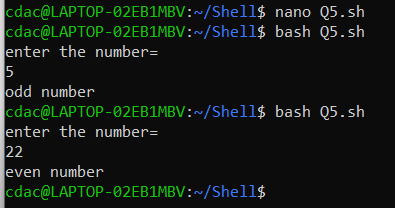 cdac@LAPTOP-02EB1MBV:~/Shell$ nano Q5.sh
cdac@LAPTOP-02EB1MBV:~/Shell$ bash Q5.sh
enter the number=
5
odd number
cdac@LAPTOP-02EB1MBV:~/Shell$ bash Q5.sh
enter the number=
22
even number
cdac@LAPTOP-02EB1MBV:~/Shell$